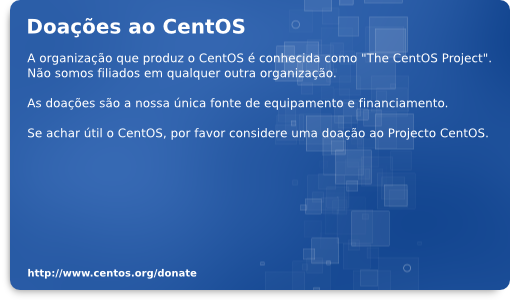 Doações ao CentOS
A organização que produz o CentOS é conhecida como "The CentOS Project".
Não somos filiados em qualquer outra organização.
As doações são a nossa única fonte de equipamento e financiamento.
Se achar útil o CentOS, por favor considere uma doação ao Projecto CentOS.
http://www.centos.org/donate